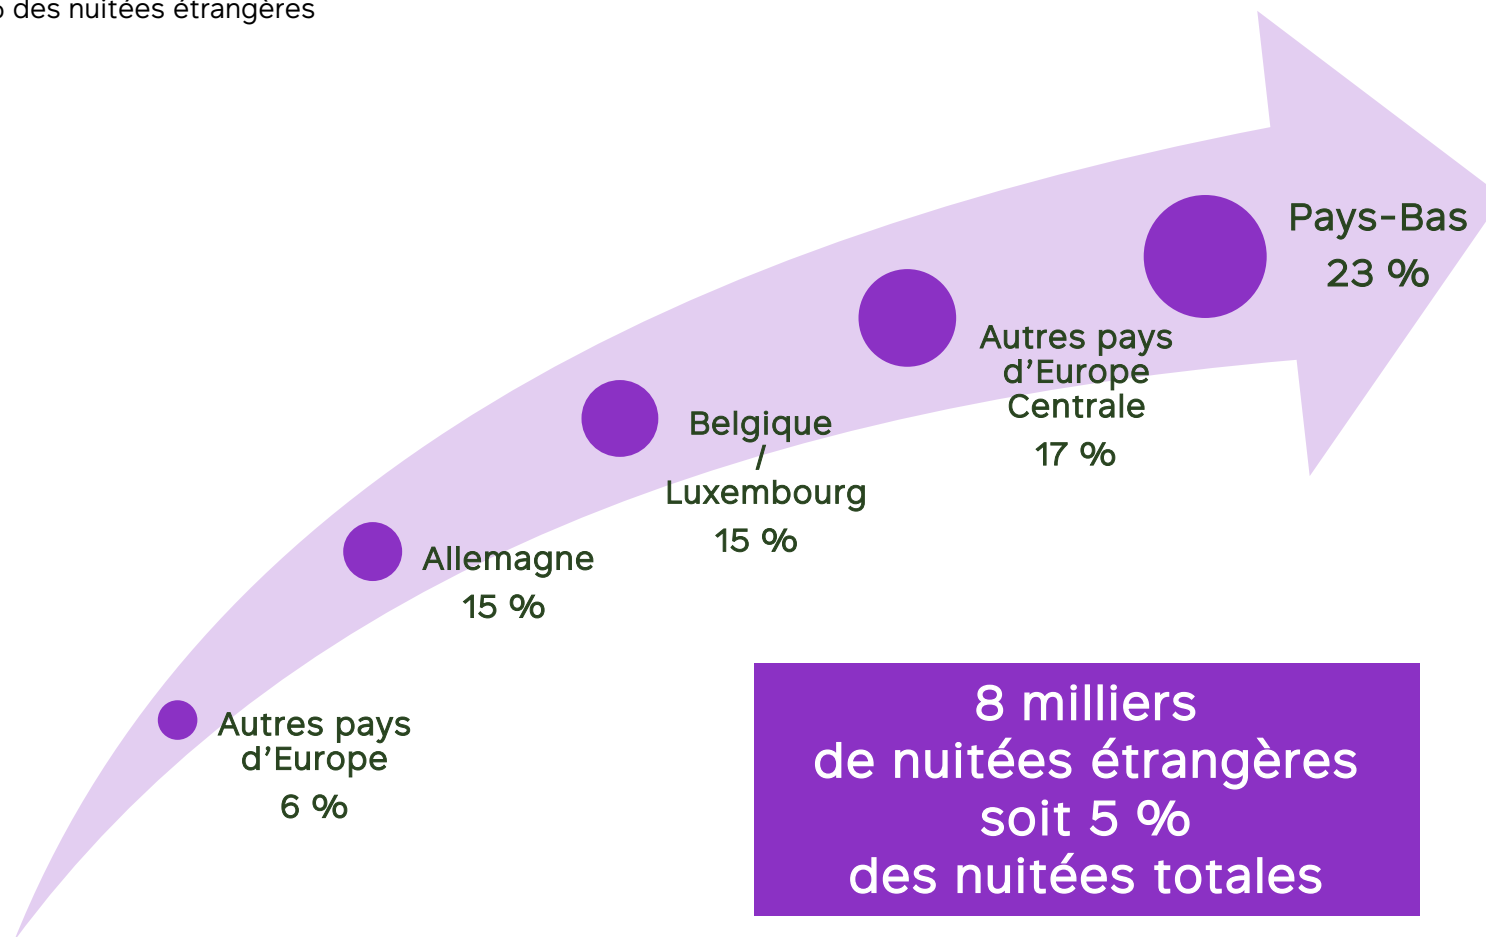 des nuitées étrangères
Pays-Bas
23 %
Autres pays
d’Europe
Centrale
17 %
Belgique
/
Luxembourg
15 %
Allemagne
15 %
Autres pays
d’Europe
6 %
8 milliers
de nuitées étrangères
soit 5 %
des nuitées totales